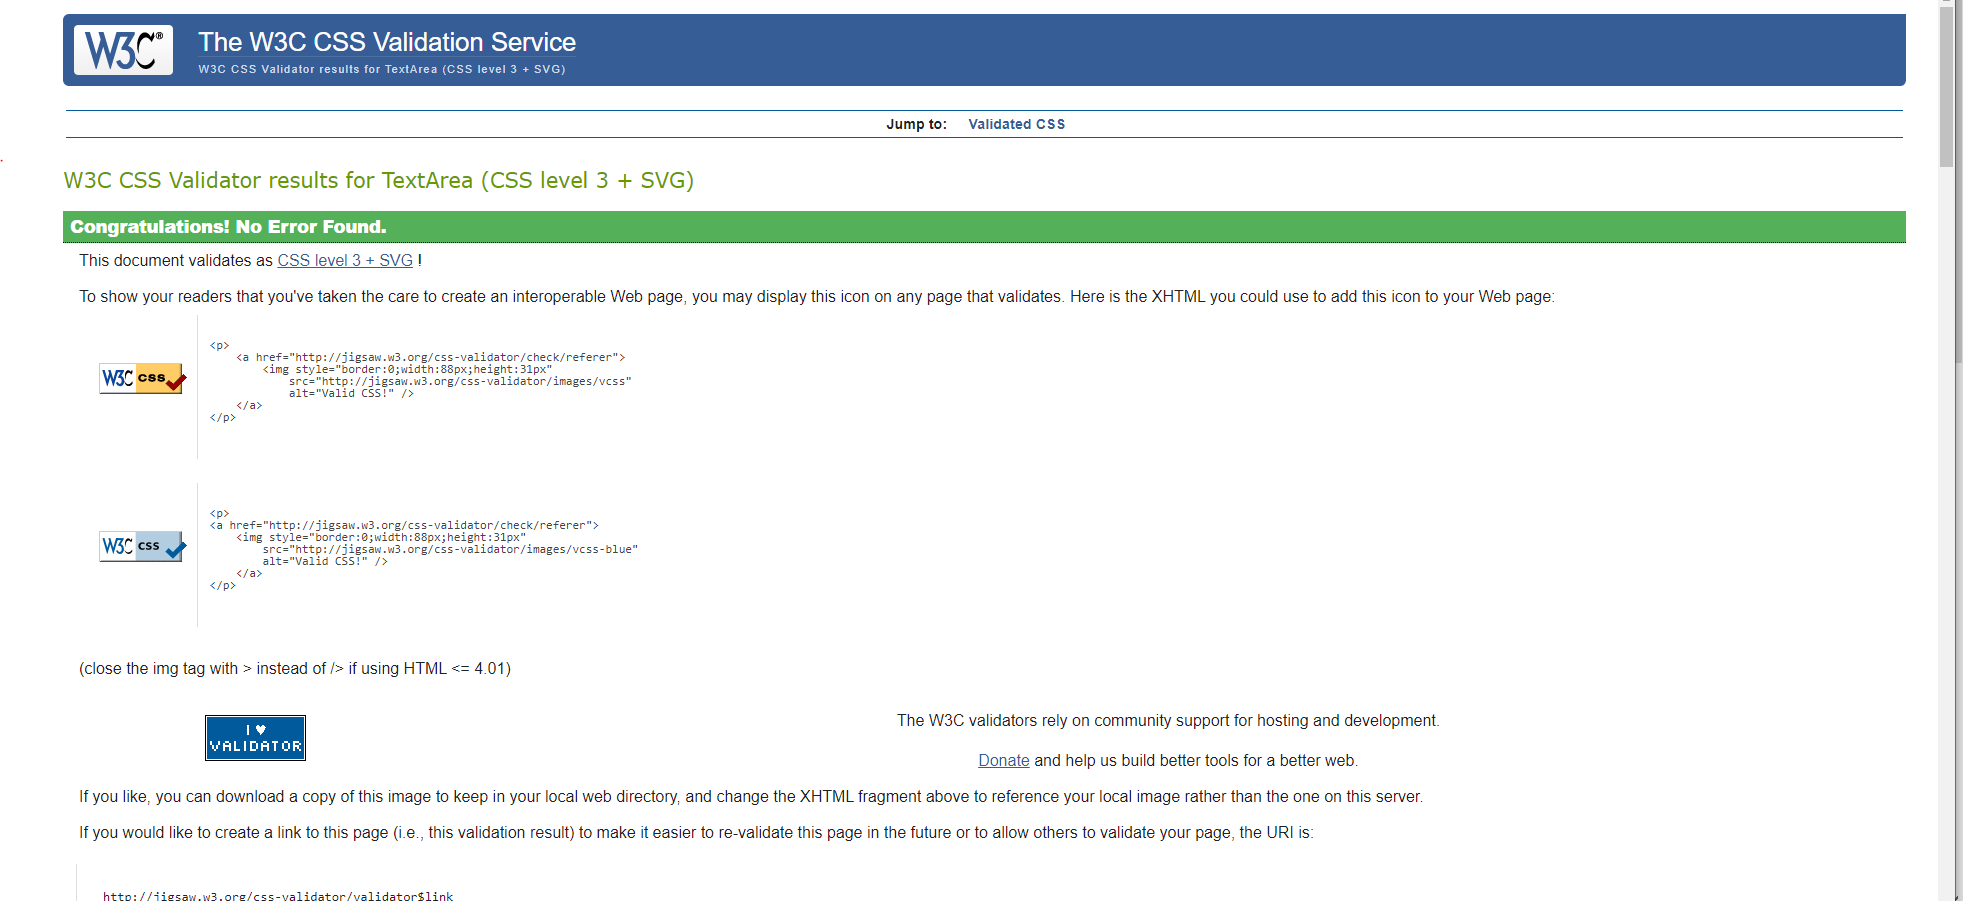 W3C®
The W3C CSS Validation Service
W3C CSS Validator results for TextArea (CSS level 3 + SVG)
Jump to: Validated CSS
W3C CSS Validator results for TextArea (CSS level 3 + SVG)
Congratulations! No Error Found.
This document validates as CSS level 3 + SVG !
To show your readers that you've taken the care to create an interoperable Web page, you may display this icon on any page that validates. Here is the XHTML you could use to add this icon to your Web page:
<p>
<a href="http://jigsaw.w3.org/css-validator/check/referer">
<img style="border:0;width:88px;height:31px"
src="http://jigsaw.w3.org/css-validator/images/vcss"
alt="Valid CSS!" />
</a>
</p>
W3C css
<p>
<a href="http://jigsaw.w3.org/css-validator/check/referer">
<img style="border:0;width:88px;height:31px"
src="http://jigsaw.w3.org/css-validator/images/vcss-blue"
alt="Valid CSS!" />
</a>
</p>
W3C css
(close the img tag with > instead of /> if using HTML <= 4.01)
I ♥
VALIDATOR
The W3C validators rely on community support for hosting and development.
Donate and help us build better tools for a better web.
If you like, you can download a copy of this image to keep in your local web directory, and change the XHTML fragment above to reference your local image rather than the one on this server.
If you would like to create a link to this page (i.e., this validation result) to make it easier to re-validate this page in the future or to allow others to validate your page, the URI is:
http://jigsaw.w3.org/css-validator/validator$link